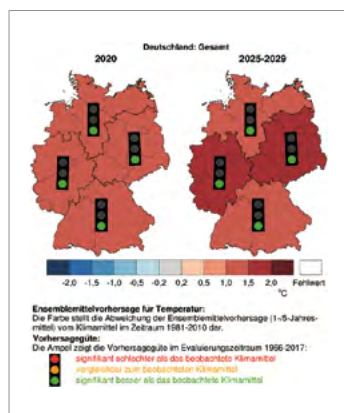 Deutschland: Gesamt
2020 2025-2029
-2,0 -1,5 -1,0 -0,5 -0,2 0,2 0,5 1,0 1,5 2,0
°C Fehlwert
Ensemblemittelvorhersage für Temperatur:
Die Farbe stellt die Abweichung der Ensemblemittelvorhersage (1-/5-Jahres-
mittel) vom Klimamittel im Zeitraum 1981-2010 dar.
Vorhersagegüte:
Die Ampel zeigt die Vorhersagegüte im Evaluierungszeitraum 1966-2017:
signifikant schlechter als das beobachtete Klimamittel
vergleichbar zum beobachteten Klimamittel
signifikant besser als das beobachtete Klimamittel